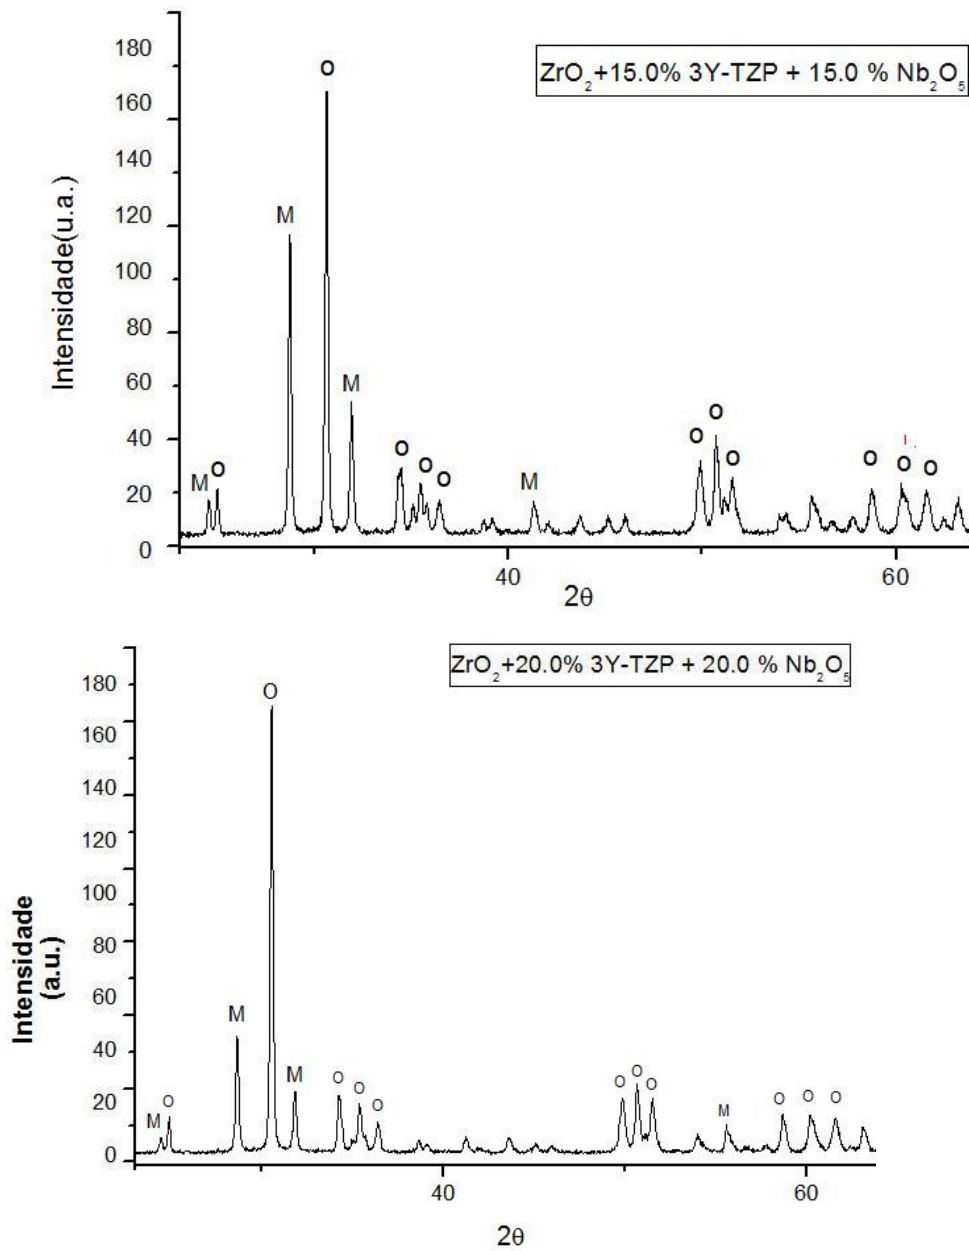 180
O
ZrO₂+15.0% 3Y-TZP + 15.0 % Nb₂O₅
160
140
M
120
100
80
60
M
40
O
O
O
O
M
O
O
O
O
O
O
M
20
0
40
60
Intensidade(u.a.)
2θ
ZrO₂+20.0% 3Y-TZP + 20.0 % Nb₂O₅
180
O
160
140
120
100
80
60
M
40
M
O
O
O
O
O
O
M
O
O
O
O
M
20
0
40
60
Intensidade
(a.u.)
2θ